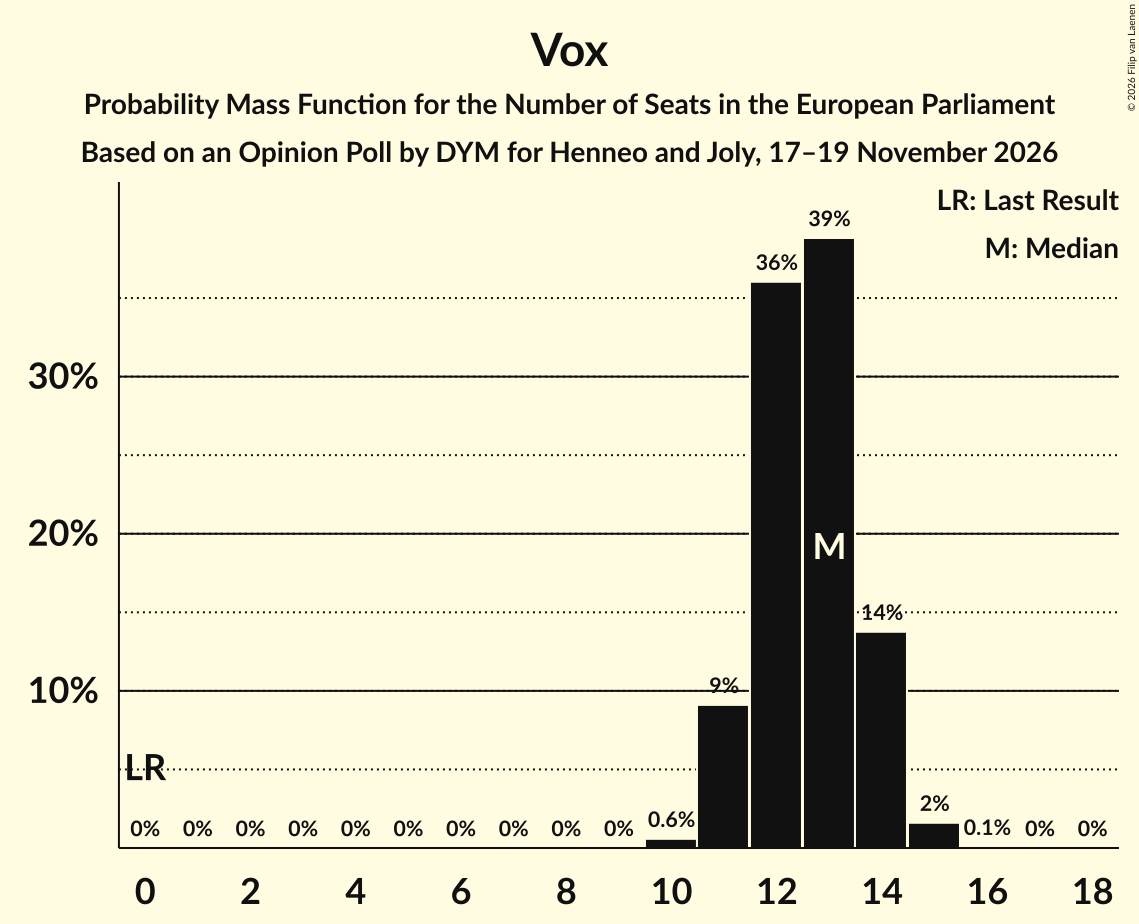 Vox
Probability Mass Function for the Number of Seats in the European Parliament
Based on an Opinion Poll by DYM for Henneo and Joly, 17–19 November 2026
© 2026 Filip van Laenen
LR: Last Result
M: Median
39%
36%
30%
20%
M
14%
10%
9%
LR
0% 0% 0% 0% 0% 0% 0% 0% 0% 0% 0.6% 2% 0.1% 0% 0%
0 2 4 6 8 10 12 14 16 18